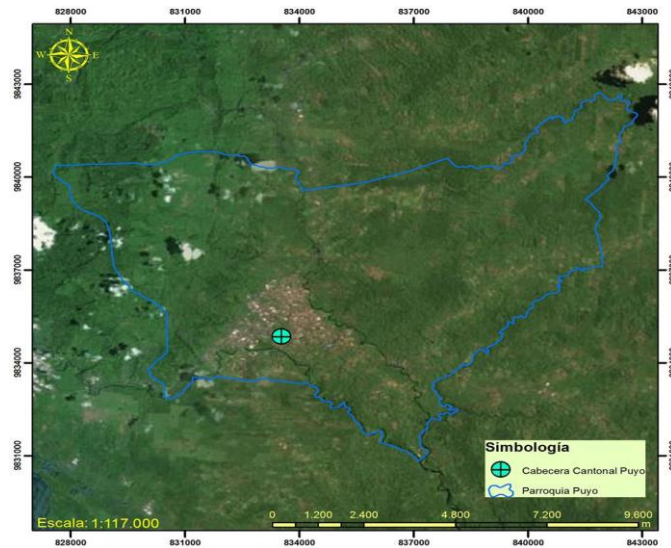 828000 831000 834000 837000 840000 843000
N
W E
S
9843000
9840000
9837000
9834000 9834000
9831000
Simbología
Cabecera Cantonal Puyo
Parroquia Puyo
Escala: 1:117.000
0 1.200 2.400 4.800 7.200 9.600
m
828000 831000 834000 837000 840000 843000